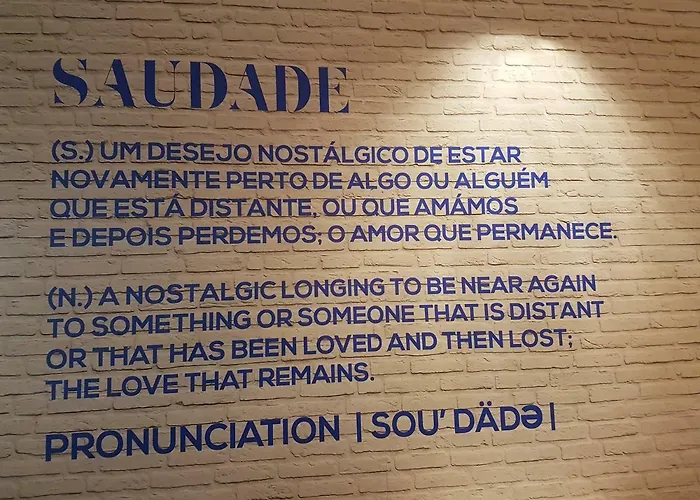 SAUDADE
(S.) UM DESEJO NOSTÁLGICO DE ESTAR
NOVAMENTE PERTO DE ALGO OU ALGUÉM
QUE ESTÁ DISTANTE, OU QUE AMÁMOS
E DEPOIS PERDEMOS; O AMOR QUE PERMANECE.
(N.) A NOSTALGIC LONGING TO BE NEAR AGAIN
TO SOMETHING OR SOMEONE THAT IS DISTANT
OR THAT HAS BEEN LOVED AND THEN LOST;
THE LOVE THAT REMAINS.
PRONUNCIATION | SOU' DÄDƏ |